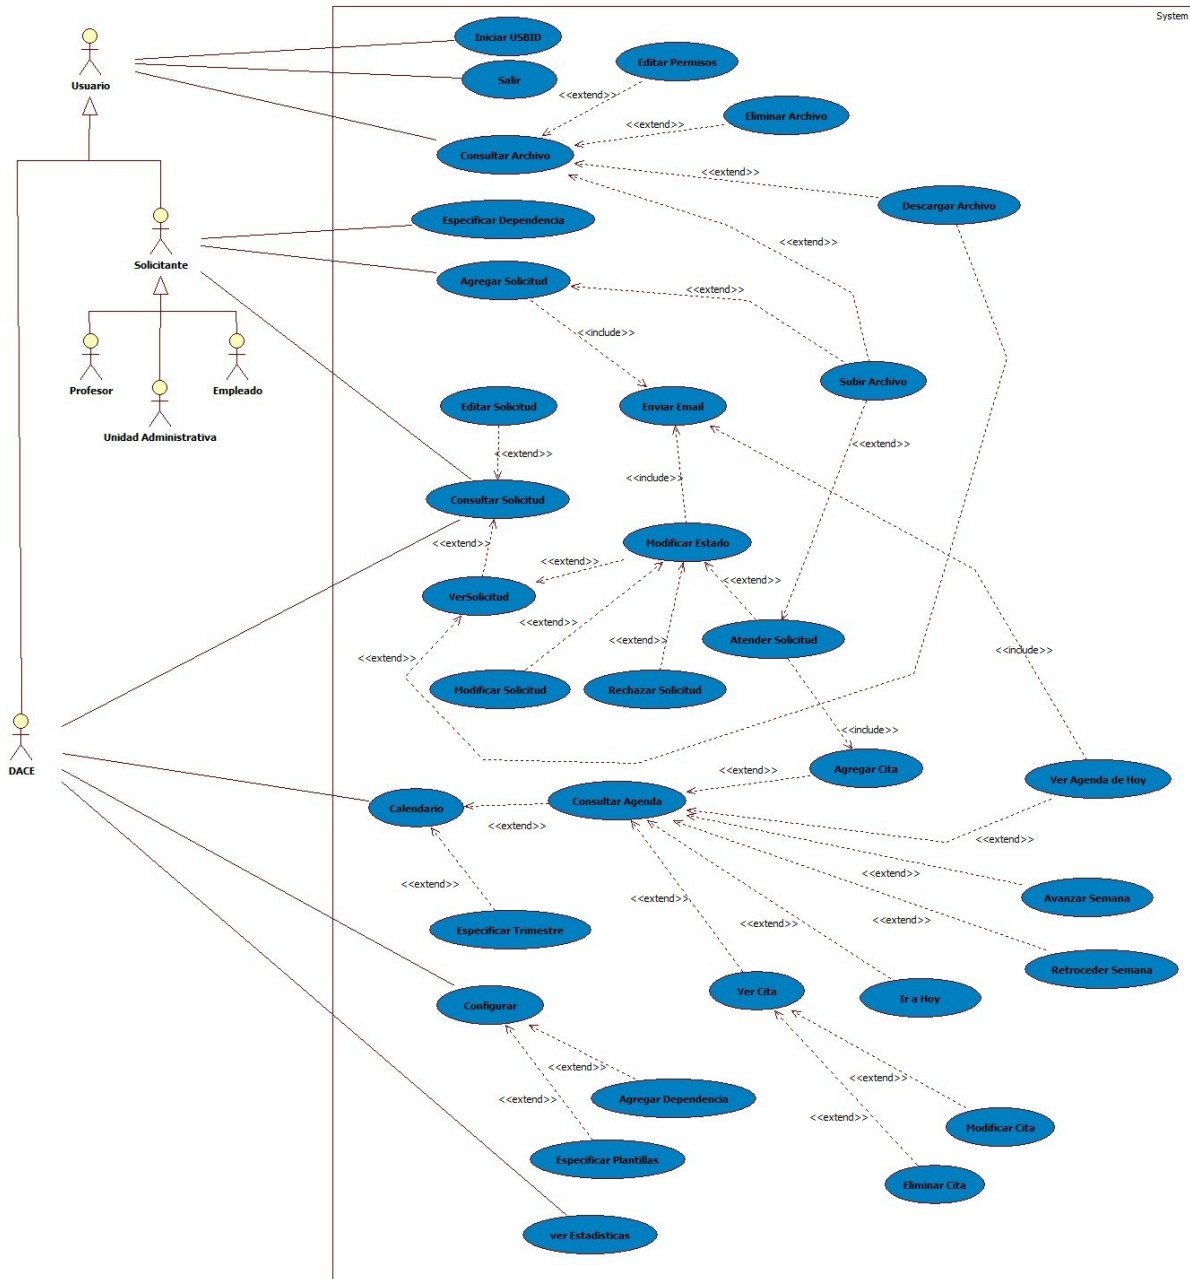 System
Iniciar USBID
Editar Permisos
Salir
Usuario
<<extend>>
Eliminar Archivo
<<extend>>
Consultar Archivo
<<extend>>
Descargar Archivo
Especificar Dependencia
<<extend>>
Solicitante
Agregar Solicitud
<<extend>>
<<include>>
Profesor
Empleado
Subir Archivo
Editar Solicitud
Enviar Email
Unidad Administrativa
<<extend>>
<<extend>>
<<include>>
Consultar Solicitud
<<extend>>
Modificar Estado
<<extend>>
<<extend>>
VerSolicitud
<<extend>>
<<extend>>
Atender Solicitud
<<extend>>
<<include>>
Modificar Solicitud
Rechazar Solicitud
<<include>>
DACE
Agregar Cita
<<extend>>
Ver Agenda de Hoy
Calendario
Consultar Agenda
<<extend>>
<<extend>>
<<extend>>
<<extend>>
<<extend>>
Avanzar Semana
<<extend>>
<<extend>>
Especificar Trimestre
Retroceder Semana
Ver Cita
Ir a Hoy
Configurar
<<extend>>
<<extend>>
<<extend>>
Agregar Dependencia
<<extend>>
Modificar Cita
Especificar Plantillas
Eliminar Cita
ver Estadisticas